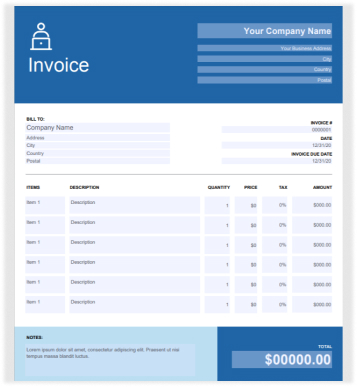 Your Company Name
Your Business Address
City
Country
Postal
Invoice
BILL TO:
Company Name
Address
City
Country
Postal
INVOICE #
0000001
DATE
12/31/20
INVOICE DUE DATE
12/31/20
ITEMS DESCRIPTION QUANTITY PRICE TAX AMOUNT
Item 1 Description 1 $0 0% $000.00
Item 1 Description 1 $0 0% $000.00
Item 1 Description 1 $0 0% $000.00
Item 1 Description 1 $0 0% $000.00
Item 1 Description 1 $0 0% $000.00
Item 1 Description 1 $0 0% $000.00
NOTES:
Lorem ipsum dolor sit amet, consectetur adipiscing elit. Praesent ut nisi
tempus massa blandit luctus.
TOTAL
$00000.00